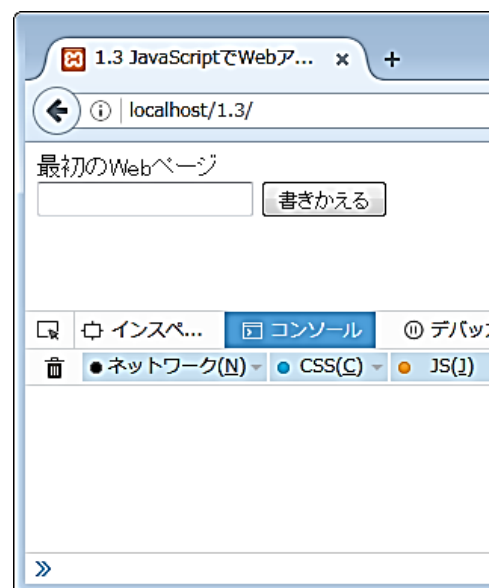 1.3 JavaScriptでWebア...
localhost/1.3/
最初のWebページ
書きかえる
インスペ... コンソール デバッ
ネットワーク(N) CSS(C) JS(J)